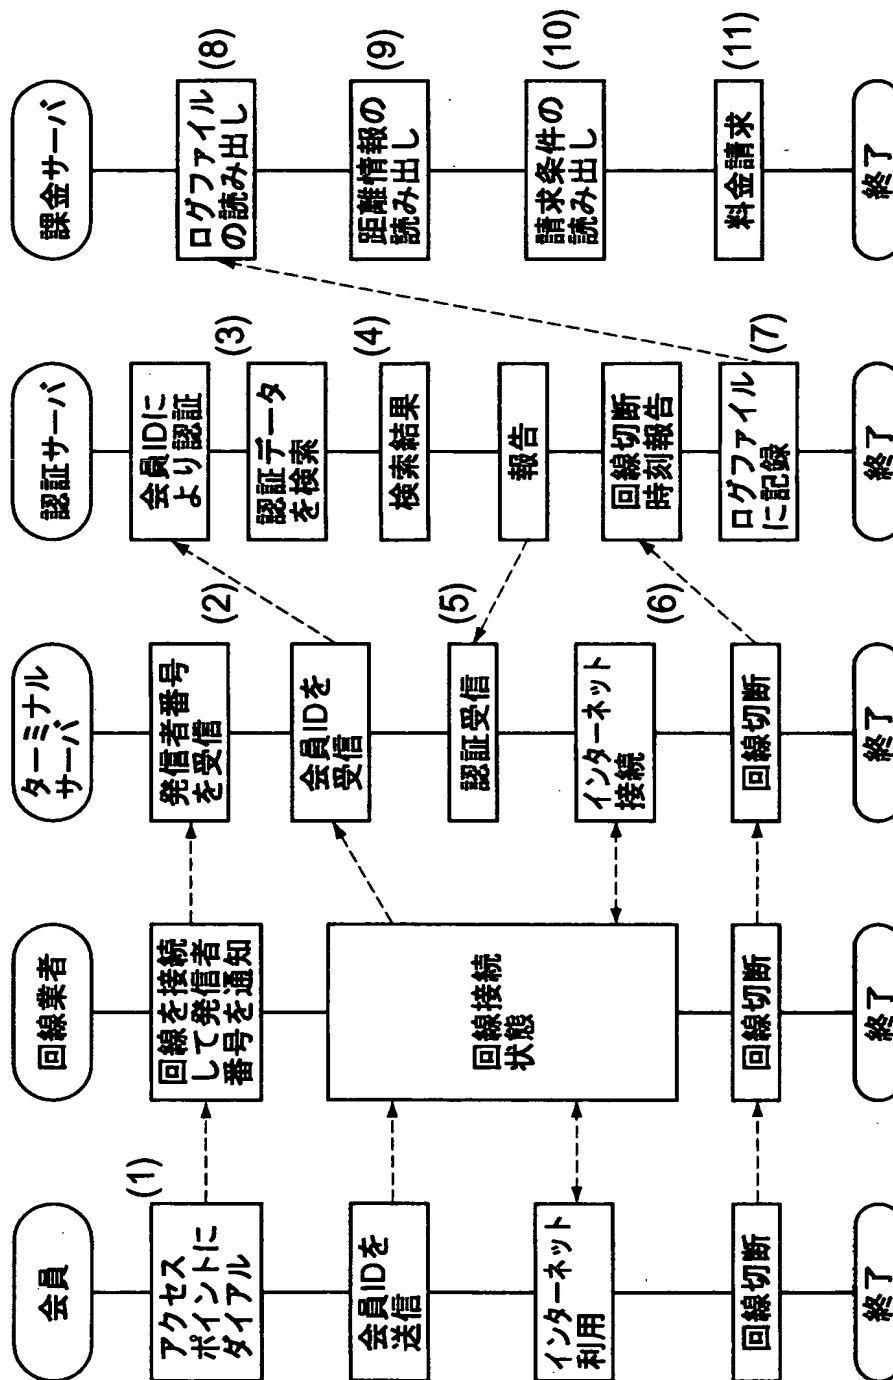 会員
アクセス
ポイントに
ダイアル
(1)
会員IDを
送信
インターネット
利用
回線切断
終了
回線業者
回線を接続
して発信者
番号を通知
回線接続
状態
回線切断
終了
ターミナル
サーバ
発信者番号
を受信
(2)
会員IDを
受信
認証受信
(5)
インターネット
接続
(6)
回線切断
終了
認証サーバ
会員IDに
より認証
(3)
認証データ
を検索
(4)
検索結果
報告
回線切断
時刻報告
ログファイル
に記録
(7)
終了
課金サーバ
ログファイル
の読み出し
(8)
距離情報の
読み出し
(9)
請求条件の
読み出し
(10)
料金請求
(11)
終了